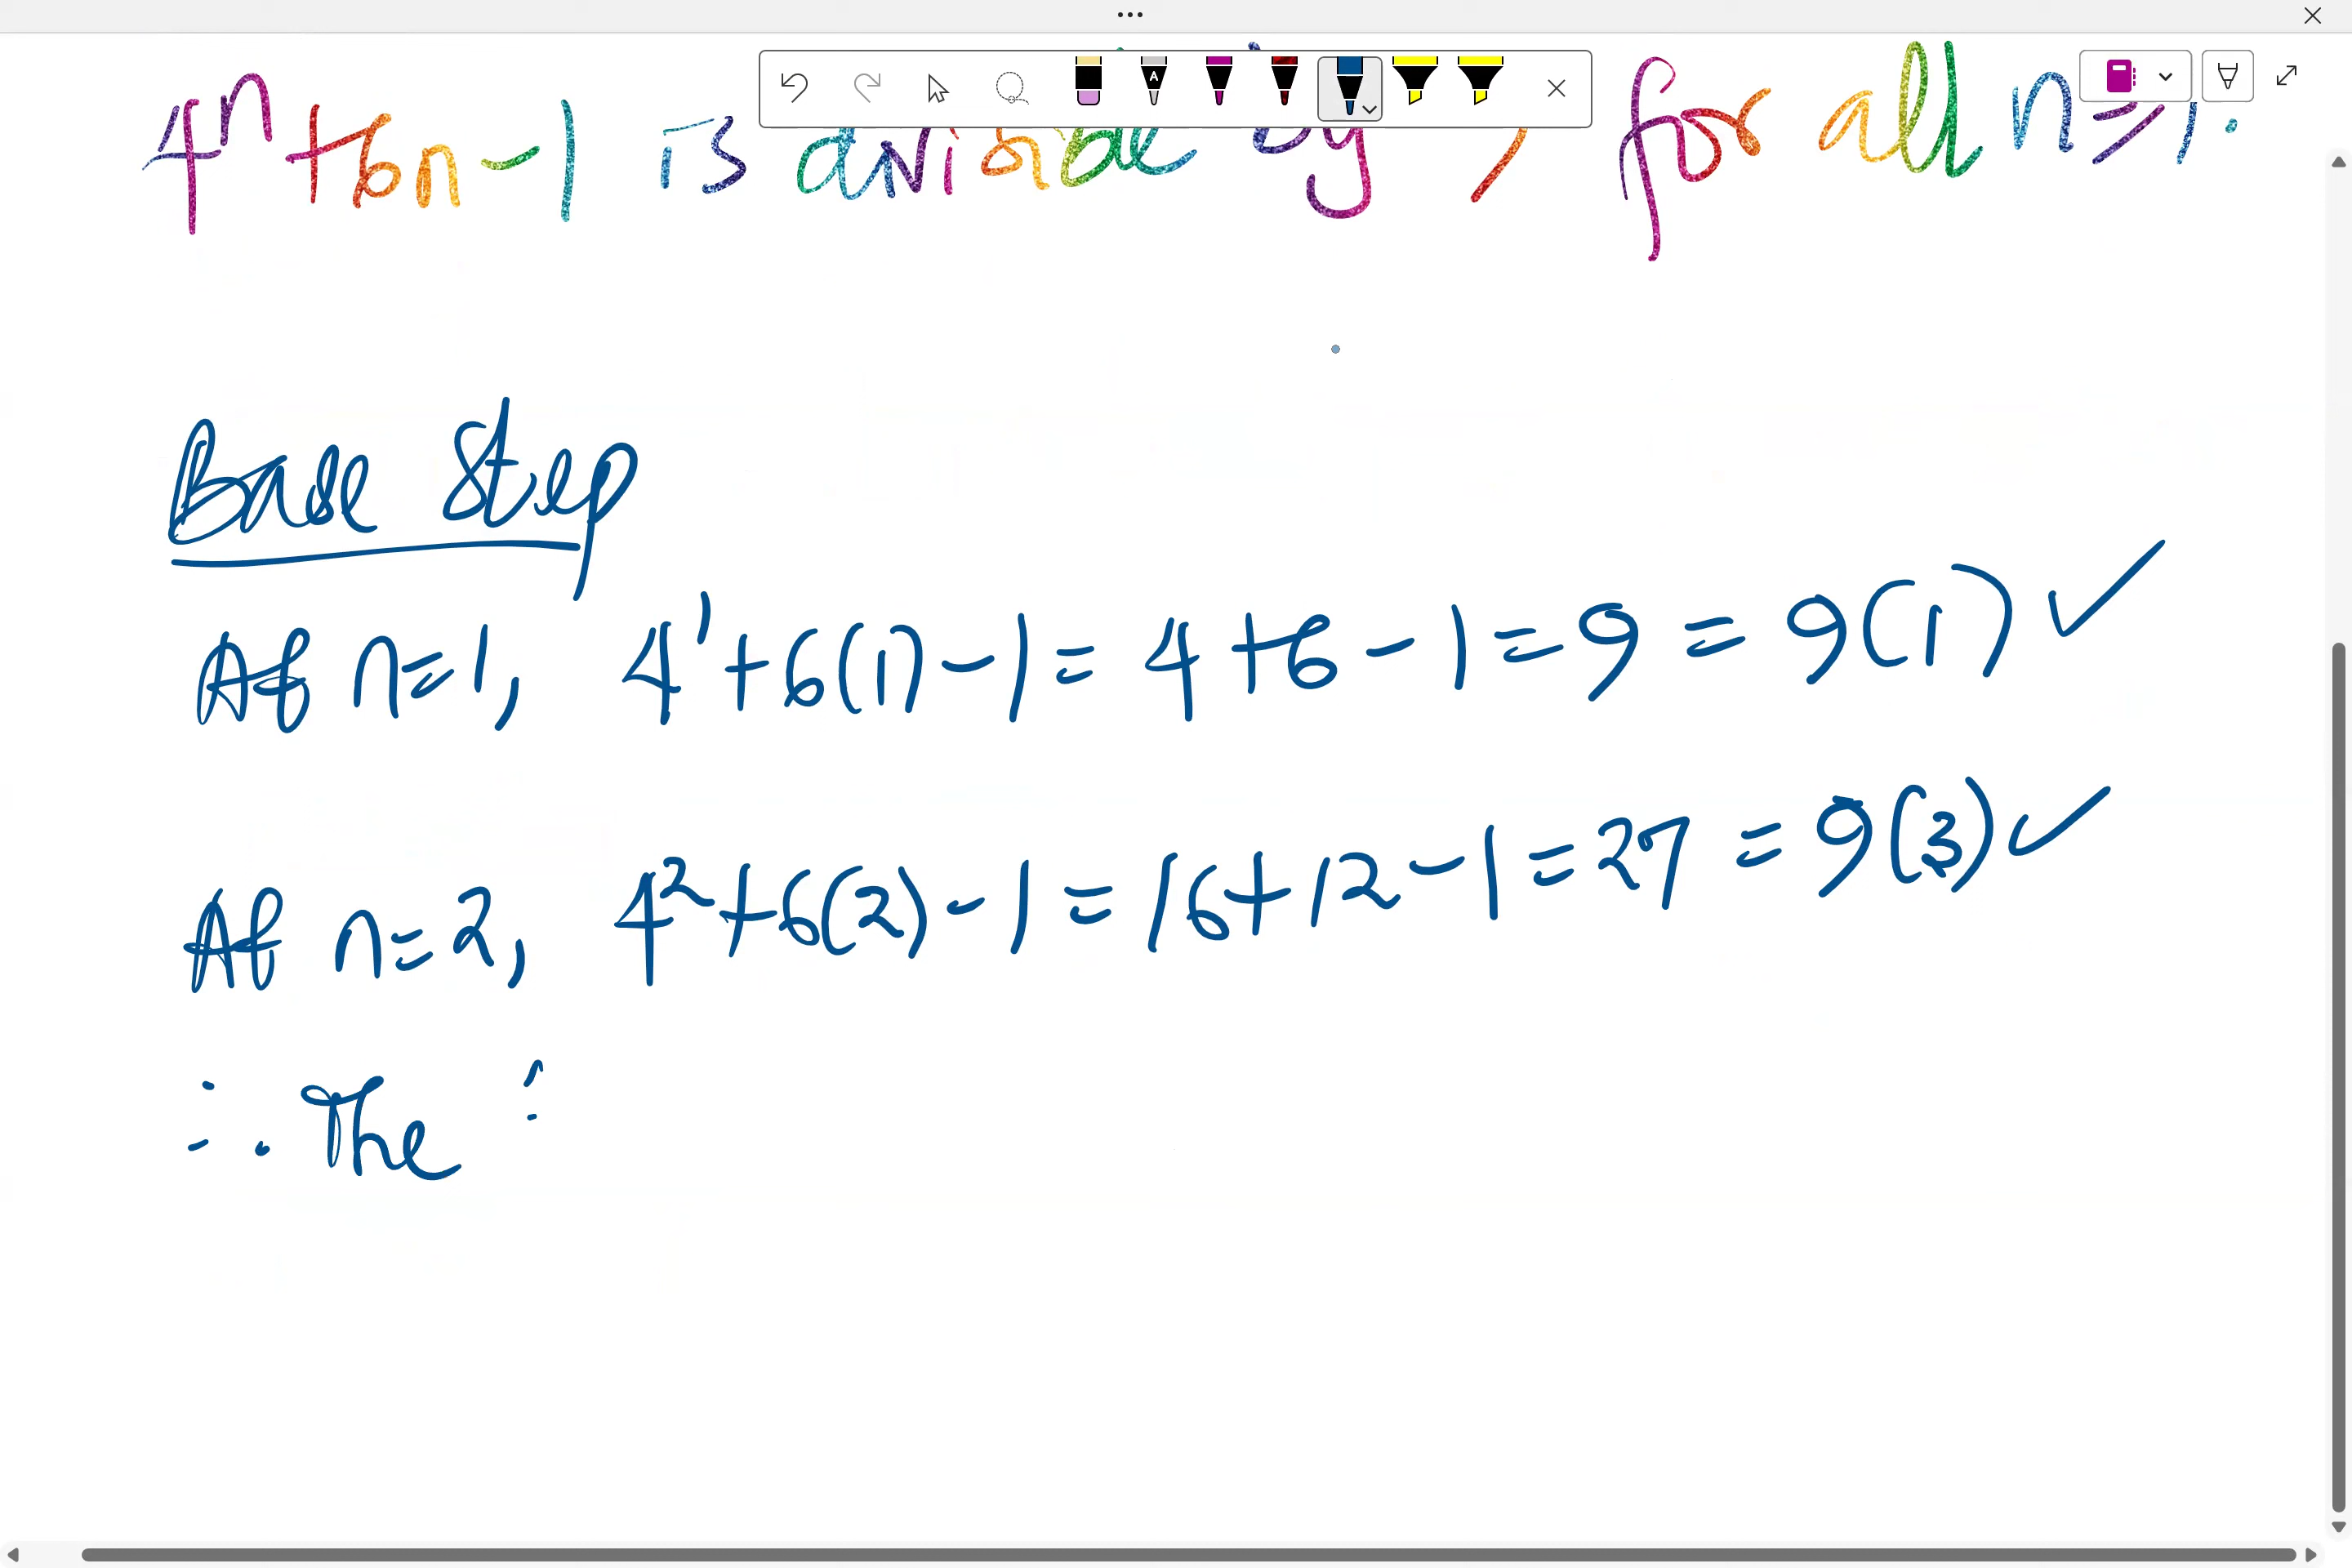 4ⁿ+6n-1 is divisible by 9 for all n≥1.
Base Step
At n=1, 4¹+6(1)-1= 4+6-1=9 = 9(1) ✓
At n=2, 4²+6(2)-1=16+12-1=27 = 9(3) ✓
∴ The